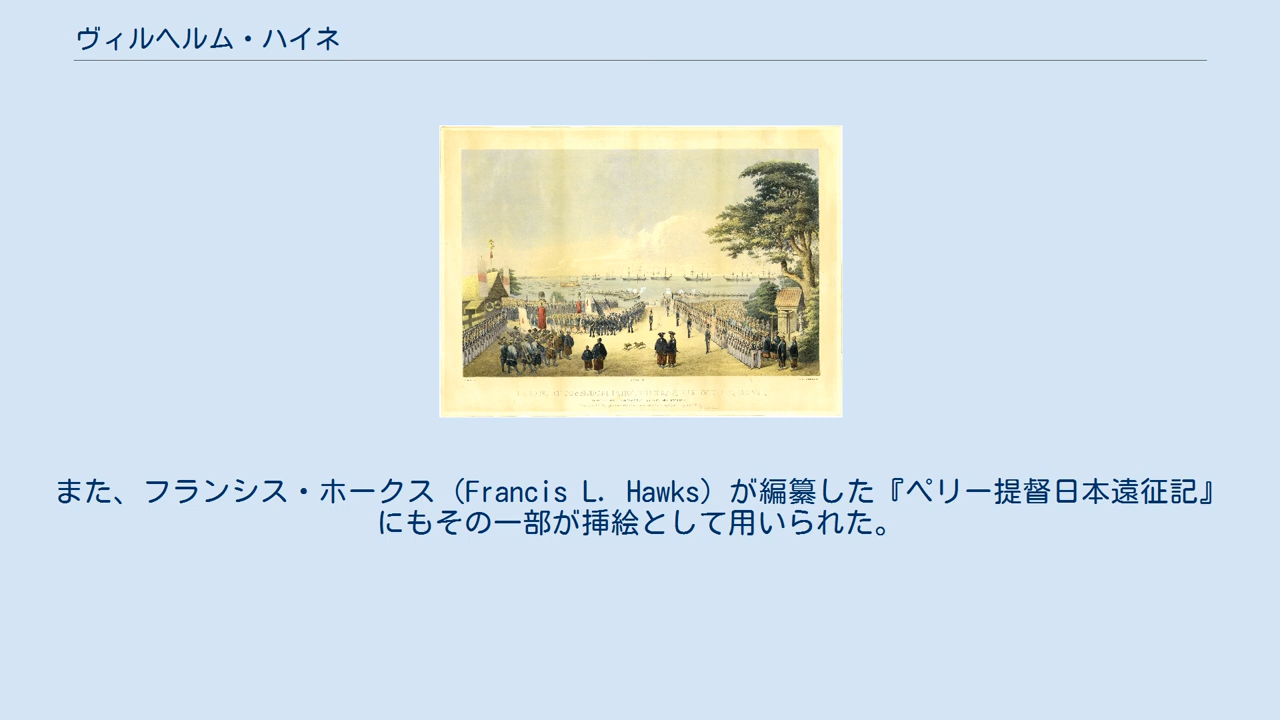 ヴィルヘルム・ハイネ
また、フランシス・ホークス（Francis L. Hawks）が編纂した『ペリー提督日本遠征記』
にもその一部が挿絵として用いられた。